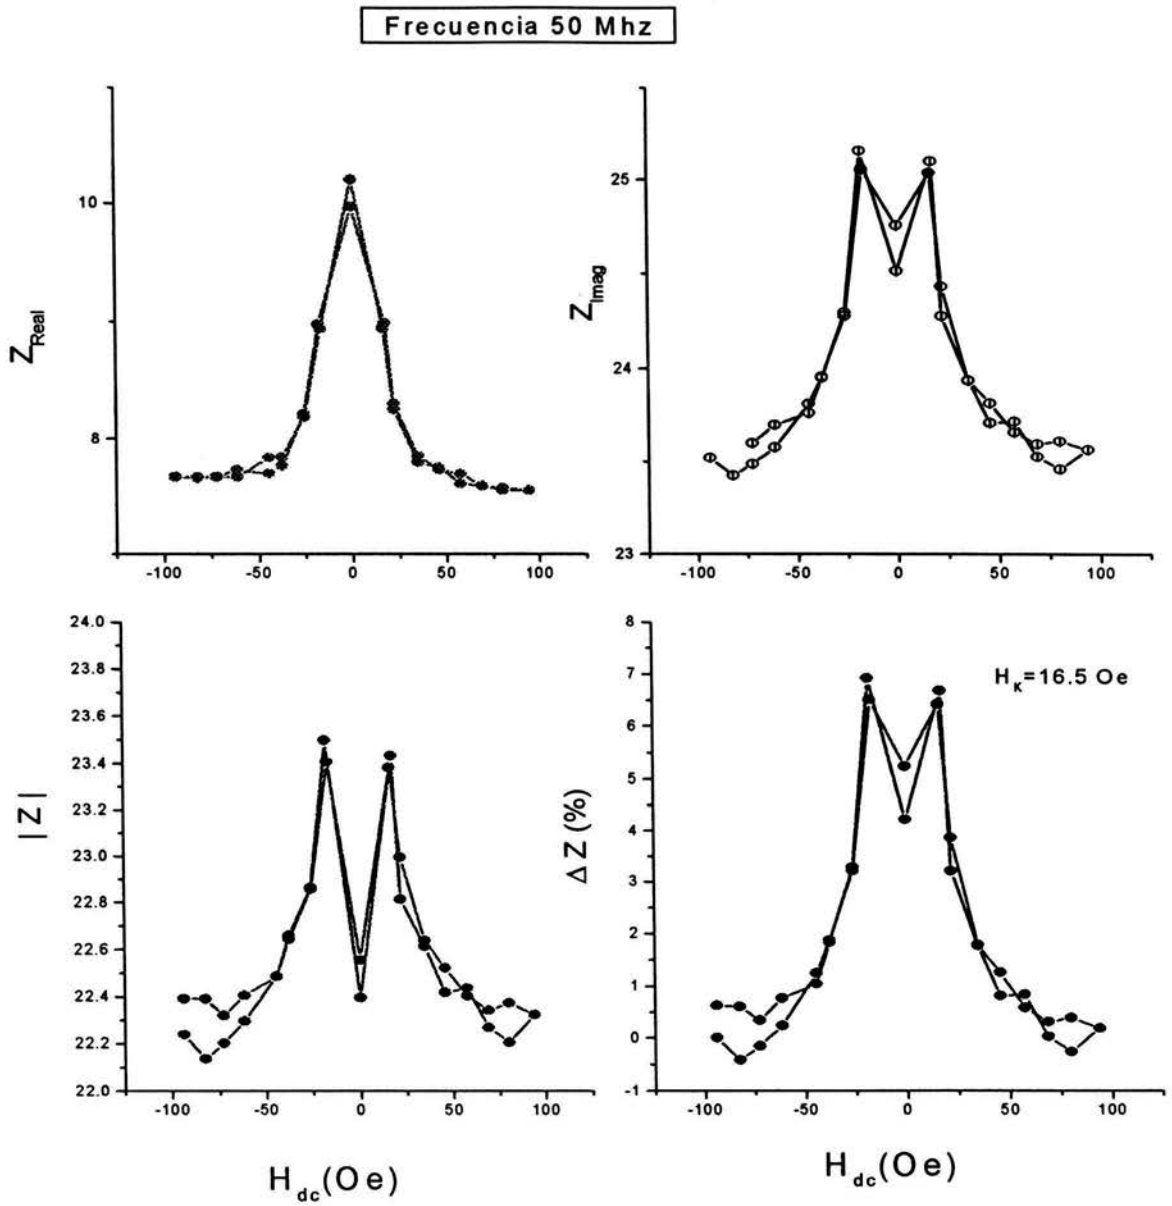 Frecuencia 50 Mhz
Z Real
10
8
-100 -50 0 50 100
Z Imag
25
24
23
-100 -50 0 50 100
|Z|
24.0
23.8
23.6
23.4
23.2
23.0
22.8
22.6
22.4
22.2
22.0
-100 -50 0 50 100
H dc (Oe)
Δ Z (%)
8
7
6
5
4
3
2
1
0
-1
H K =16.5 Oe
-100 -50 0 50 100
H dc (Oe)